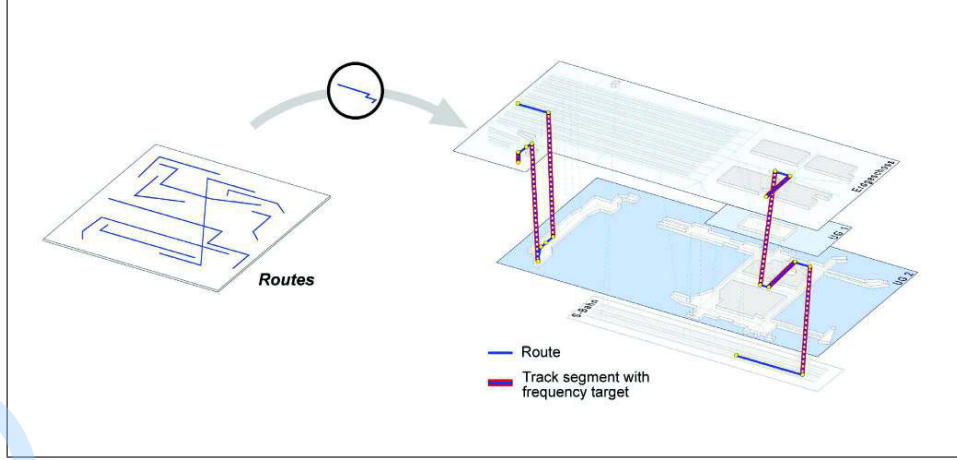 Erdgeschoss
UG 1
Routes
UG 2
S-Bahn
Route
Track segment with
frequency target